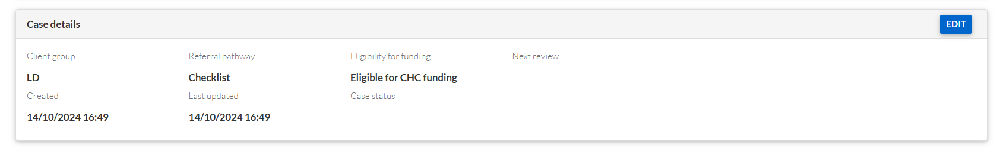 Case details EDIT
Client group Referral pathway Eligibility for funding Next review
LD Checklist Eligible for CHC funding
Created Last updated Case status
14/10/2024 16:49 14/10/2024 16:49